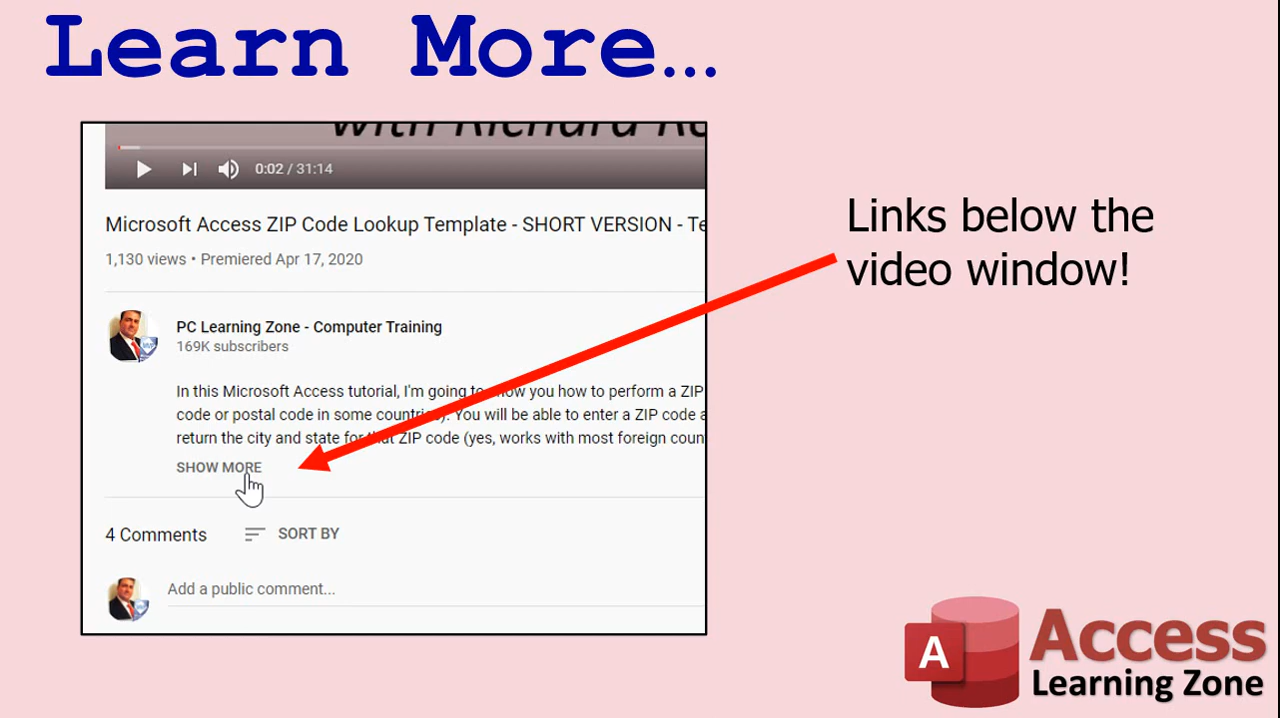 Learn More...
with Richard Ro
0:02 / 31:14
Microsoft Access ZIP Code Lookup Template - SHORT VERSION - Te
1,130 views • Premiered Apr 17, 2020
PC Learning Zone - Computer Training
169K subscribers
In this Microsoft Access tutorial, I'm going to show you how to perform a ZIP
code or postal code in some countries). You will be able to enter a ZIP code a
return the city and state for that ZIP code (yes, works with most foreign coun
SHOW MORE
4 Comments SORT BY
Add a public comment...
Links below the
video window!
A
Access
Learning Zone